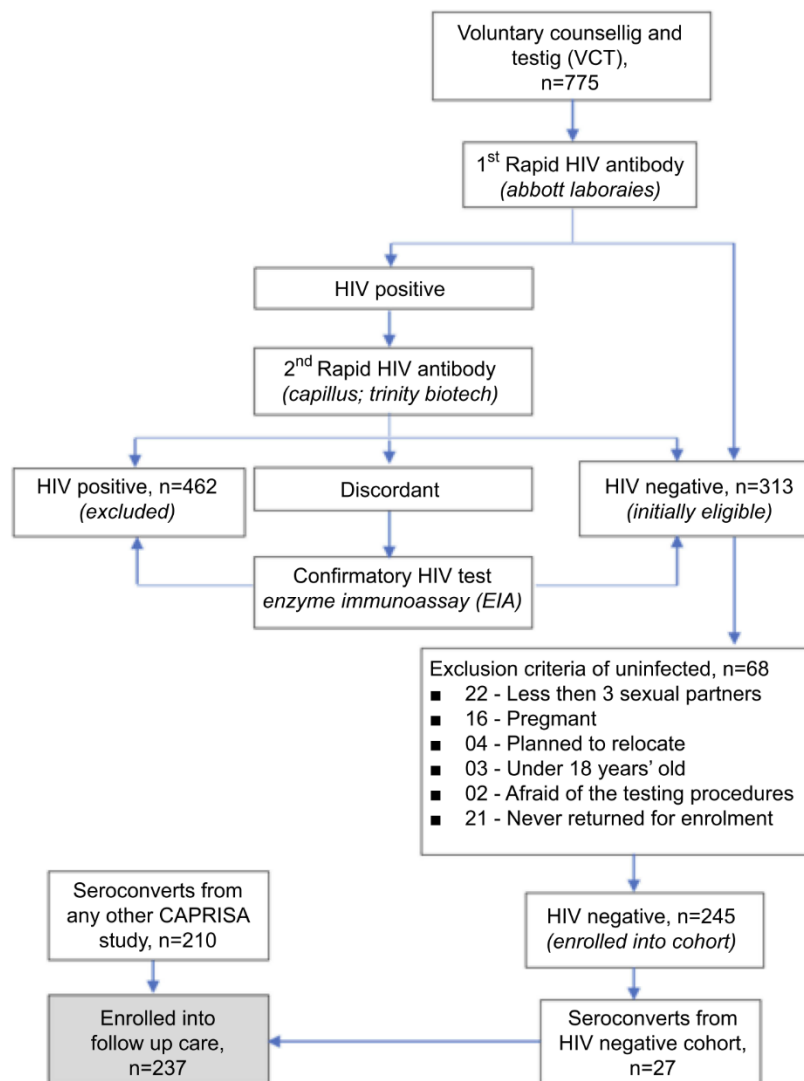 Voluntary counsellig and
testig (VCT),
n=775
1st Rapid HIV antibody
(abbott laboraies)
HIV positive
2nd Rapid HIV antibody
(capillus; trinity biotech)
HIV positive, n=462
(excluded)
Discordant
HIV negative, n=313
(initially eligible)
Confirmatory HIV test
enzyme immunoassay (EIA)
Exclusion criteria of uninfected, n=68
■ 22 - Less then 3 sexual partners
■ 16 - Pregmant
■ 04 - Planned to relocate
■ 03 - Under 18 years' old
■ 02 - Afraid of the testing procedures
■ 21 - Never returned for enrolment
Seroconverts from
any other CAPRISA
study, n=210
HIV negative, n=245
(enrolled into cohort)
Enrolled into
follow up care,
n=237
Seroconverts from
HIV negative cohort,
n=27